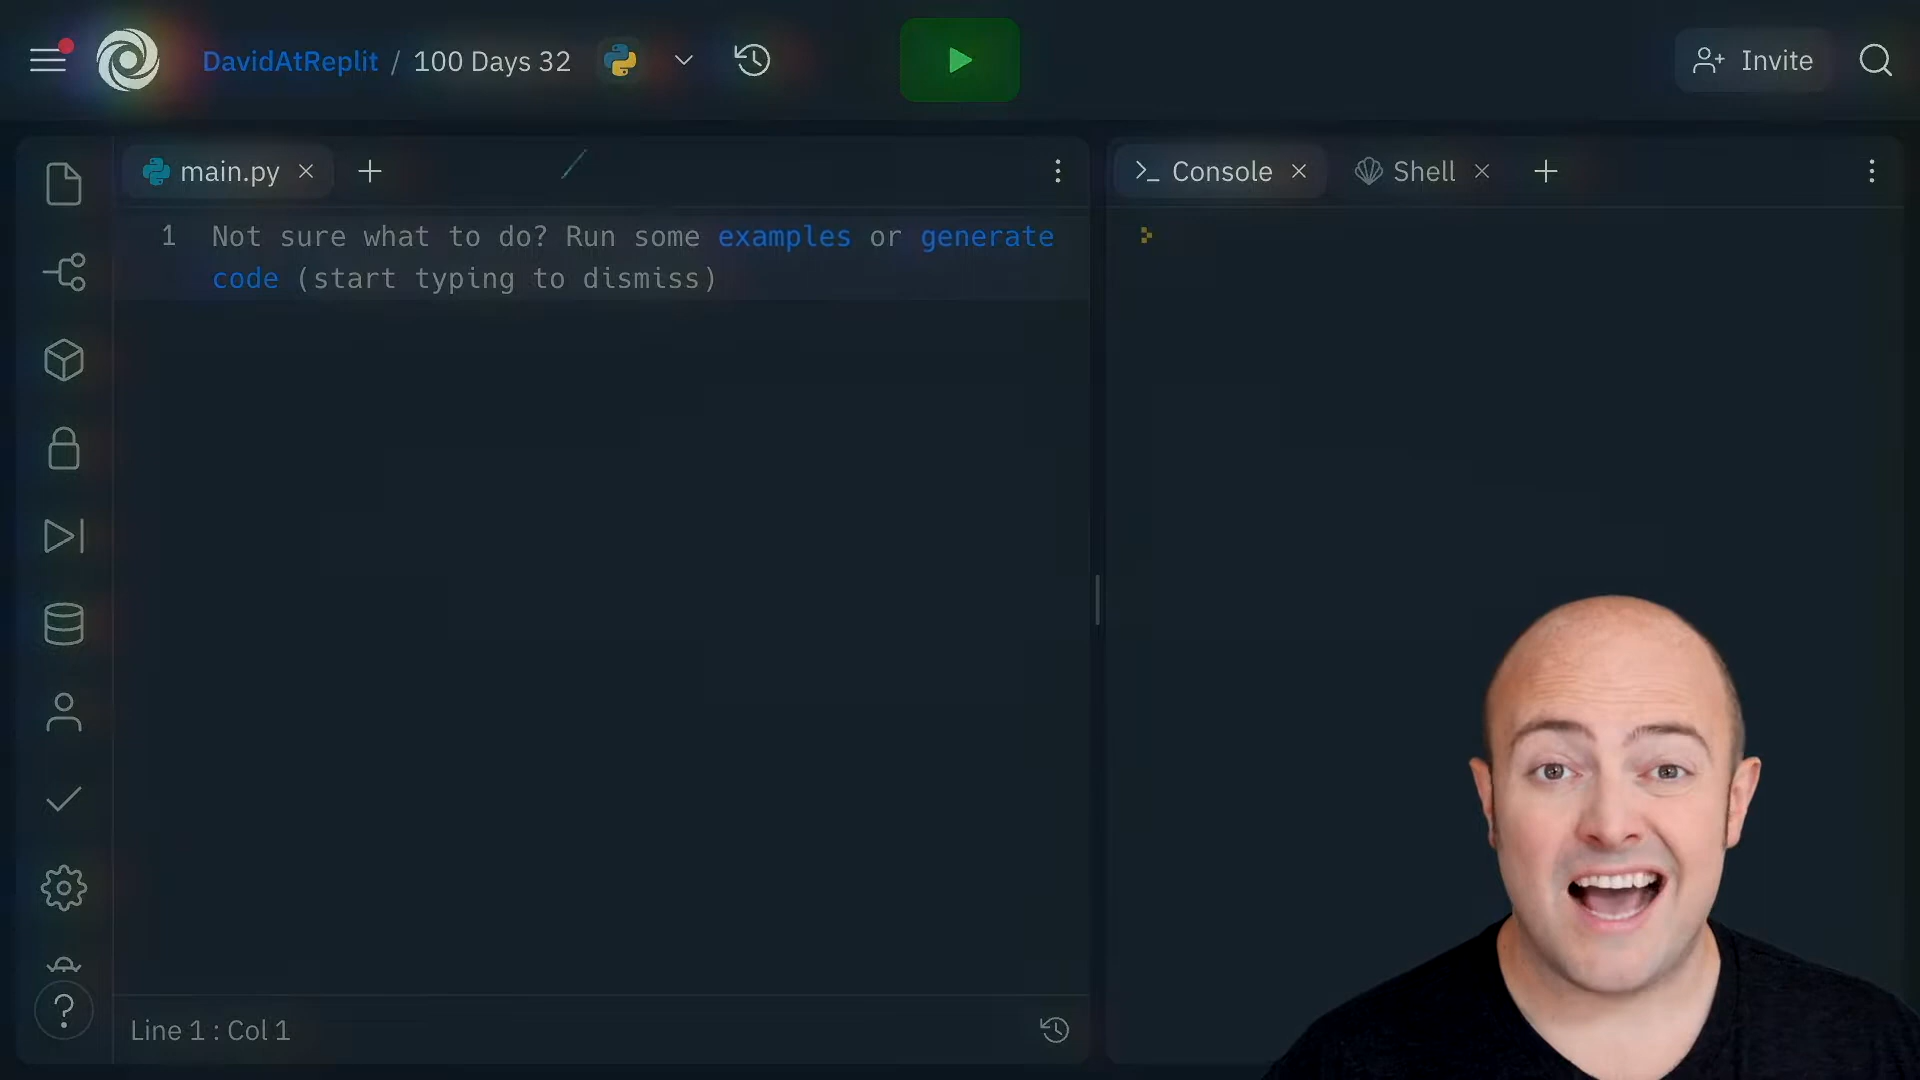 DavidAtReplit / 100 Days 32
Invite
main.py
Console
Shell
1 Not sure what to do? Run some examples or generate
code (start typing to dismiss)
Line 1 : Col 1